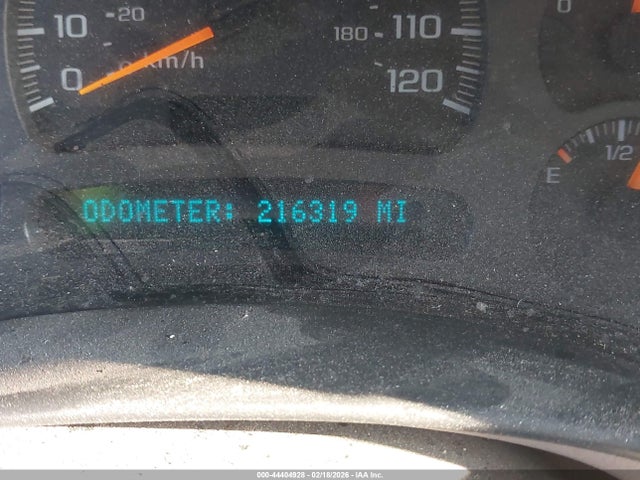 10 20 180 110 0
0 km/h 120
1/2
E
ODOMETER: 216319 MI
000-44404928 - 02/18/2026 - IAA Inc.